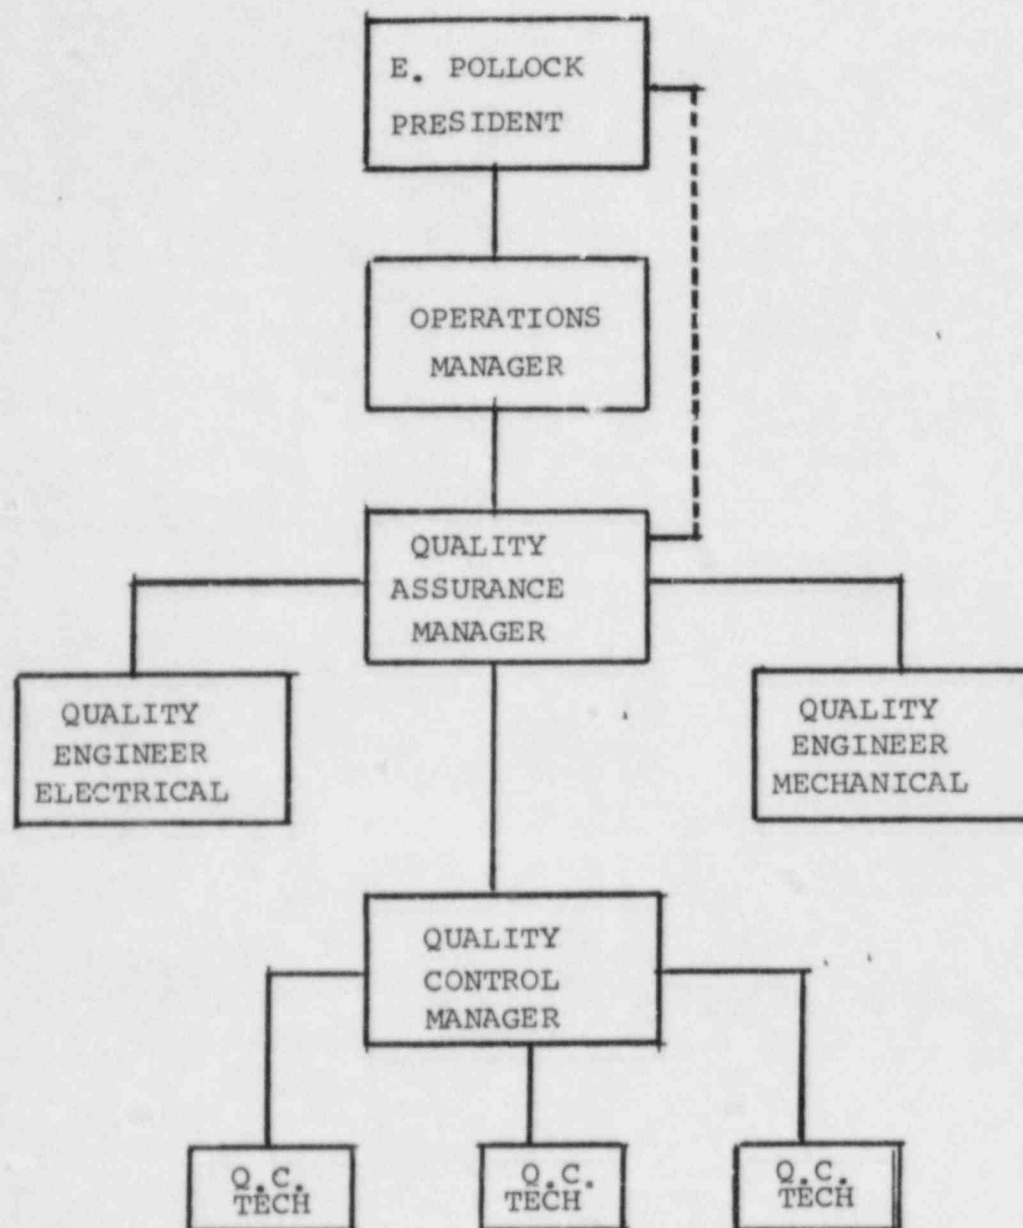 E. POLLOCK
PRESIDENT
OPERATIONS
MANAGER
QUALITY
ASSURANCE
MANAGER
QUALITY
ENGINEER
ELECTRICAL
QUALITY
ENGINEER
MECHANICAL
QUALITY
CONTROL
MANAGER
Q.C.
TECH
Q.C.
TECH
Q.C.
TECH